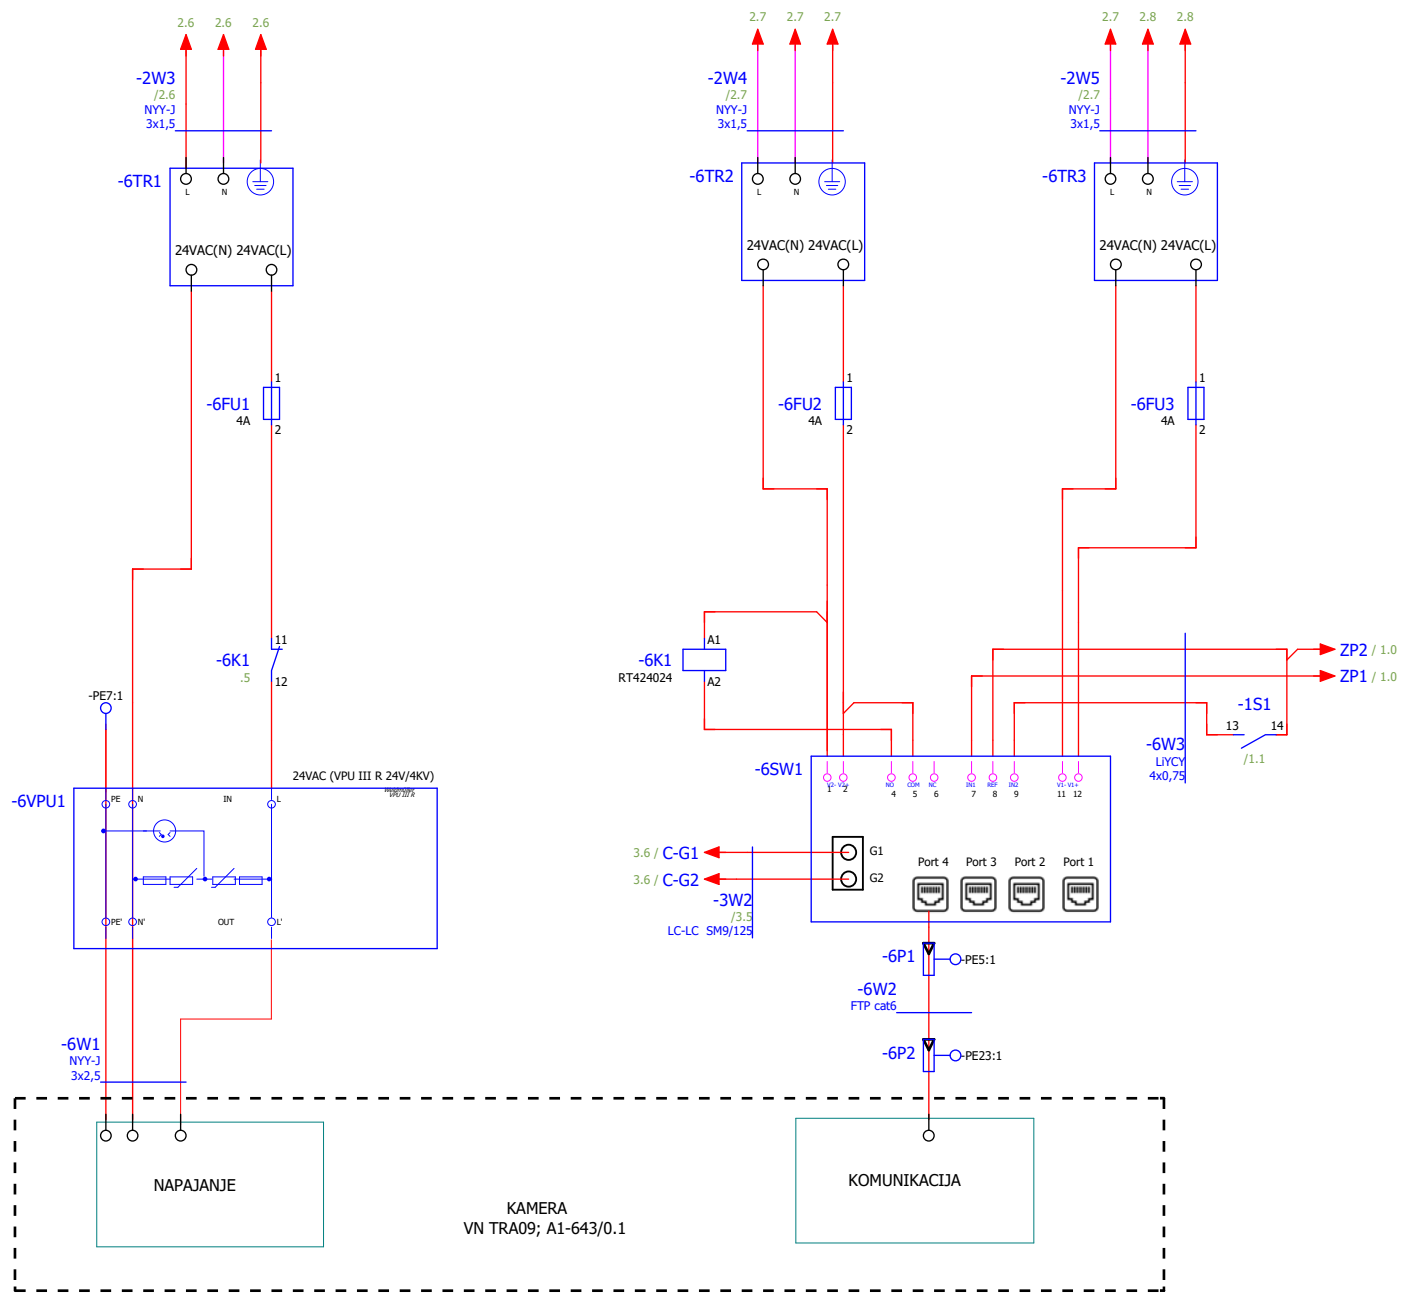 2.6 2.6 2.6
2.7 2.7 2.7
2.7 2.8 2.8
-2W3
/2.6
NYY-J
3x1,5
-2W4
/2.7
NYY-J
3x1,5
-2W5
/2.7
NYY-J
3x1,5
-6TR1
L N
24VAC(N) 24VAC(L)
-6TR2
L N
24VAC(N) 24VAC(L)
-6TR3
L N
24VAC(N) 24VAC(L)
-6FU1
4A
1
2
-6FU2
4A
1
2
-6FU3
4A
1
2
-6K1
.5
11
12
-6K1
RT424024
A1
A2
ZP2 / 1.0
ZP1 / 1.0
-1S1
13 14
/1.1
-6W3
LiYCY
4x0,75
-PE7:1
24VAC (VPU III R 24V/4KV)
-6VPU1
PE N IN L
VPU III R
PE' N' OUT L'
-6SW1
V2- V2+ NO COM NC IN1 REF IN2 V1- V1+
1 2 4 5 6 7 8 9 11 12
G1
G2
Port 4 Port 3 Port 2 Port 1
3.6 / C-G1
3.6 / C-G2
-3W2
/3.5
LC-LC SM9/125
-6P1
-PE5:1
-6W2
FTP cat6
-6P2
-PE23:1
-6W1
NYY-J
3x2,5
NAPAJANJE
KOMUNIKACIJA
KAMERA
VN TRA09; A1-643/0.1